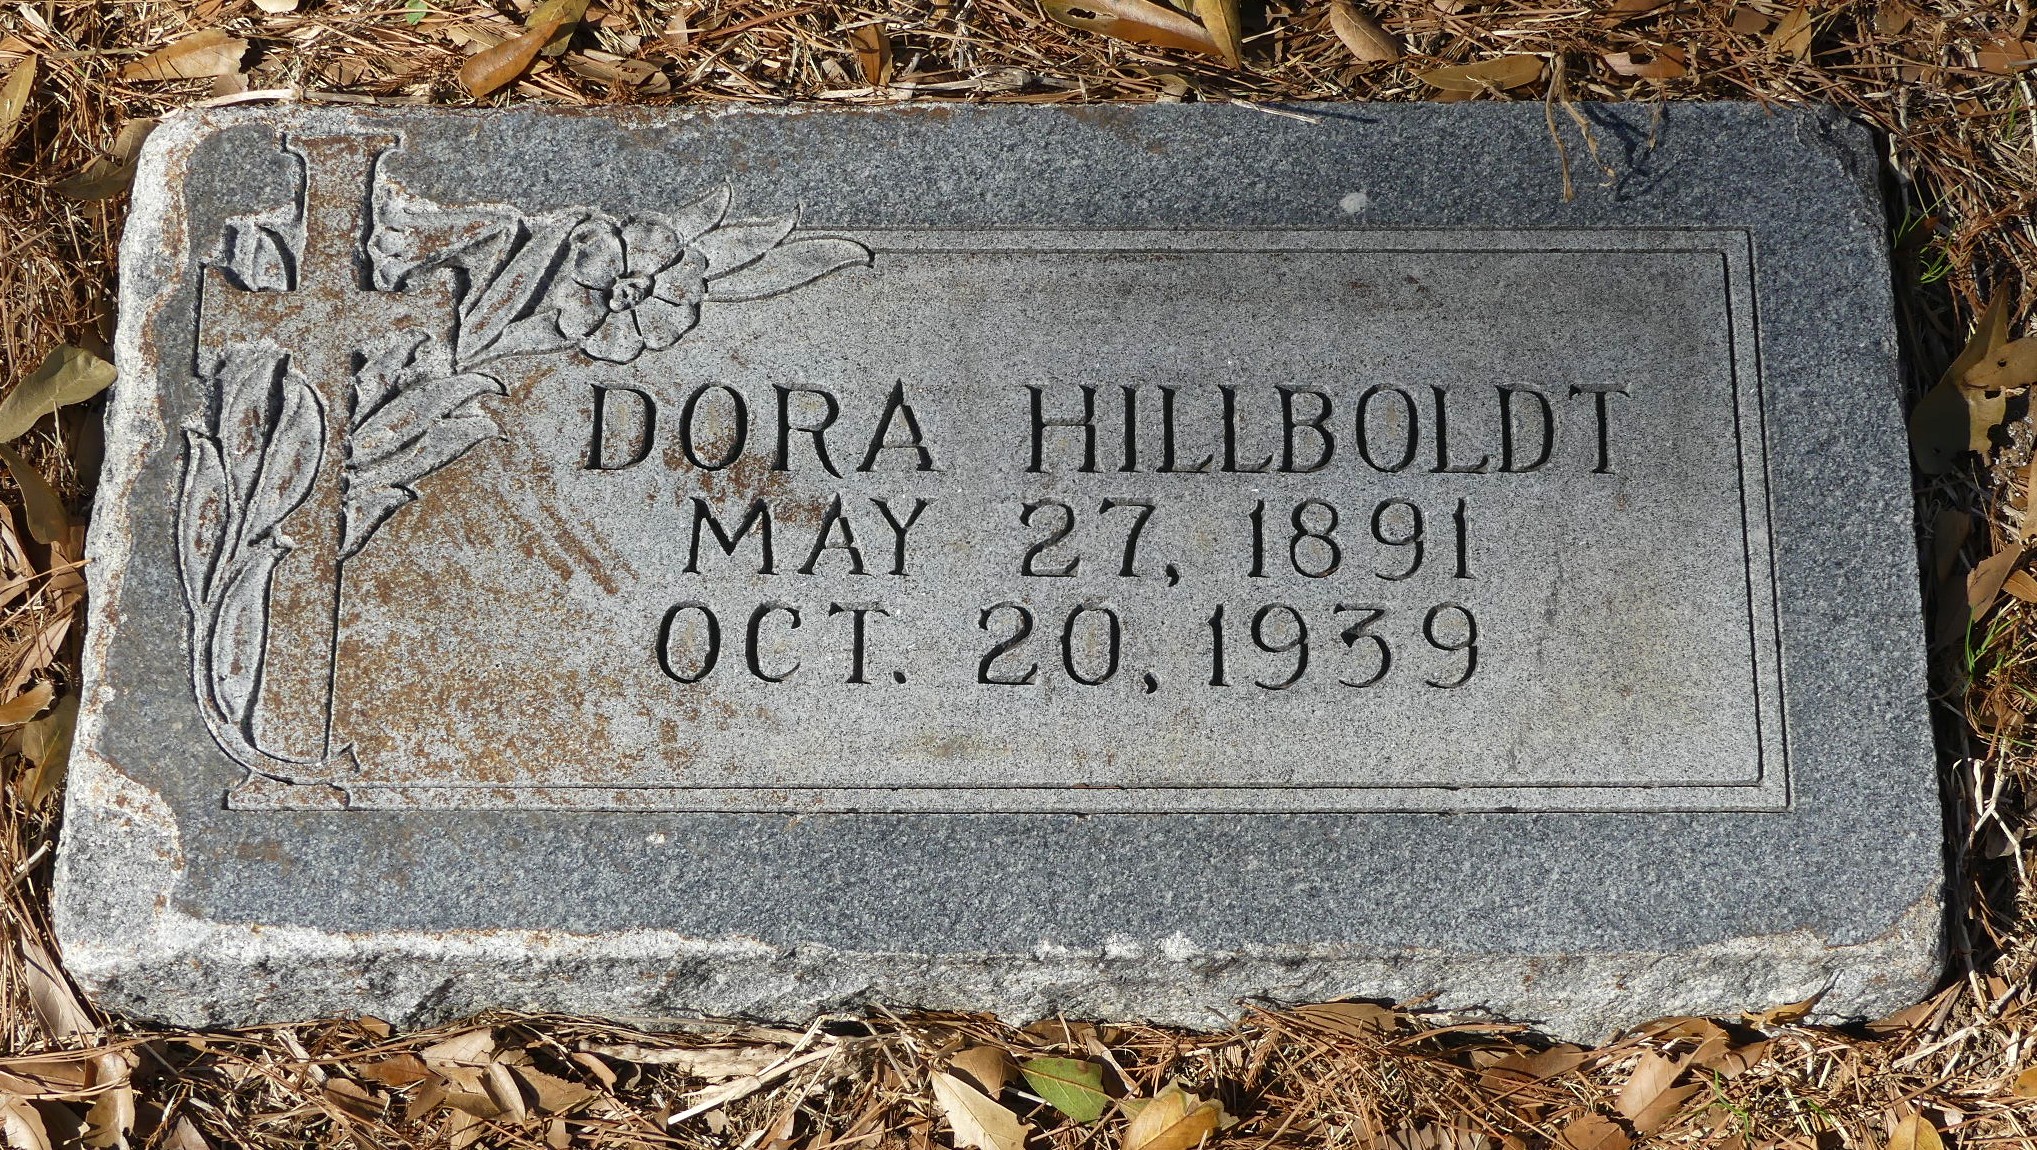 DORA HILLBOLDT
MAY 27, 1891
OCT. 20, 1939